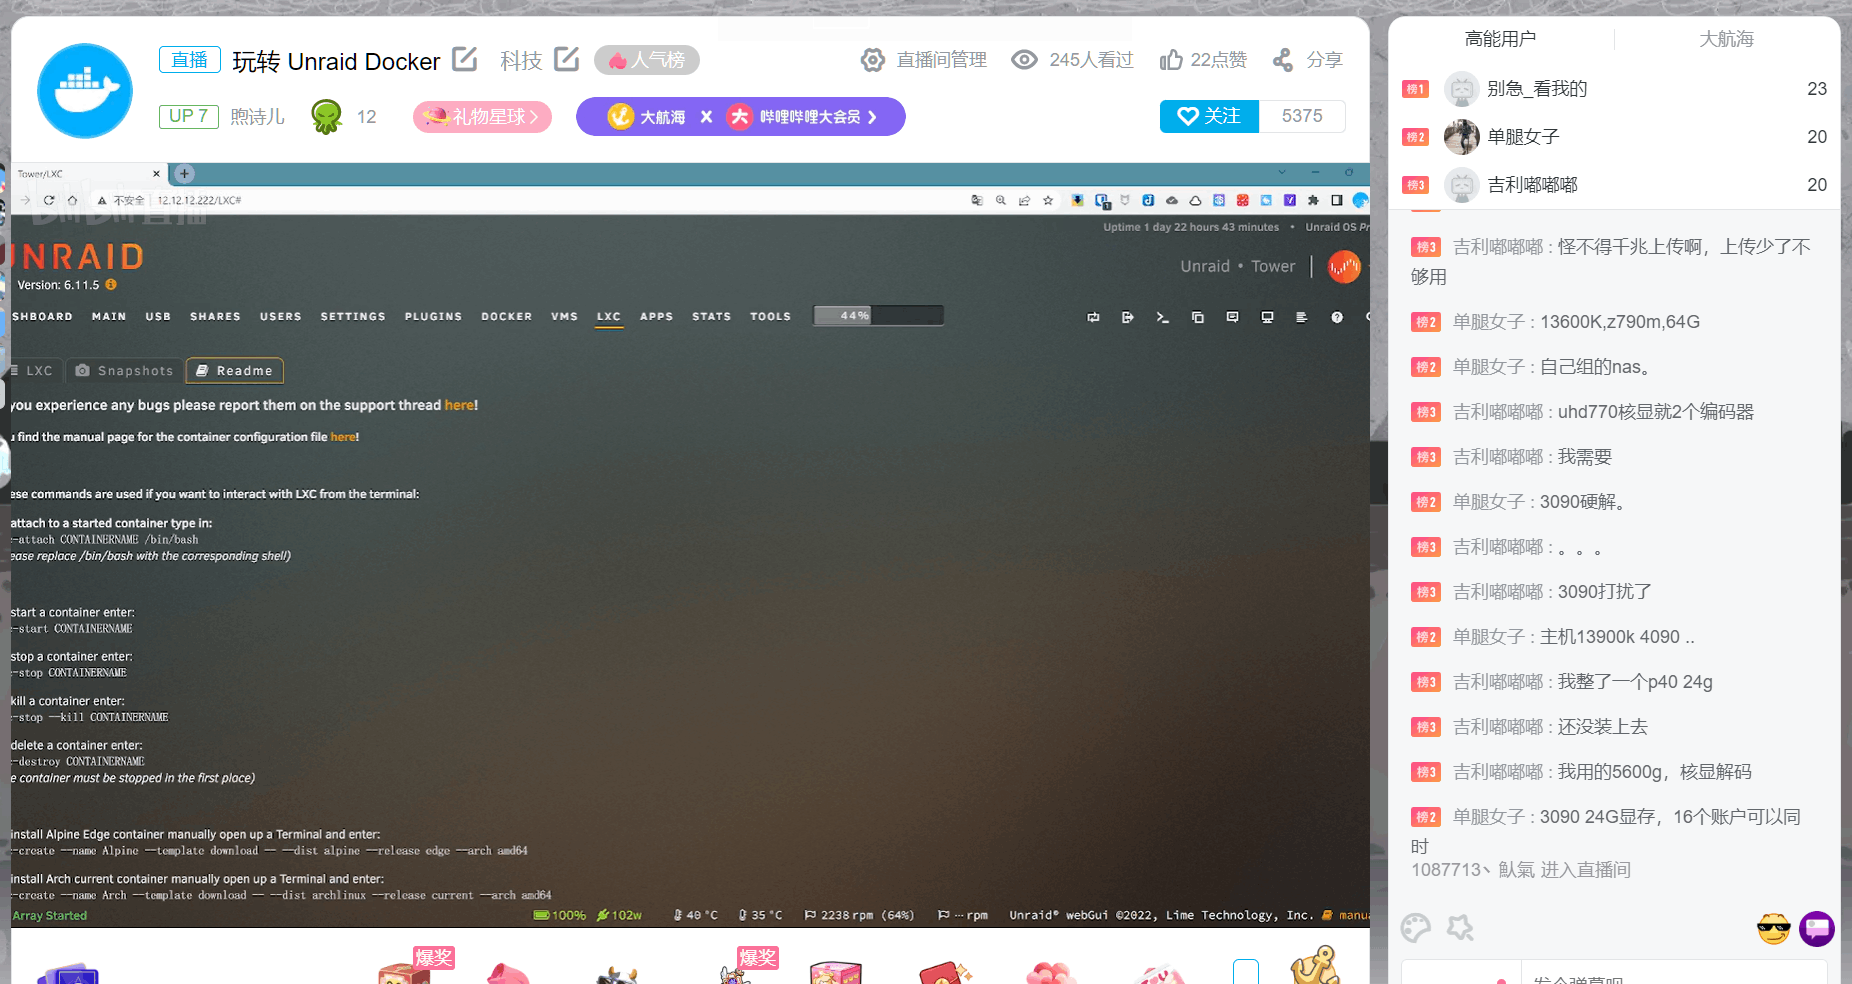 直播 玩转 Unraid Docker 科技 人气榜 直播间管理 245人看过 22点赞 分享
UP 7 煦诗儿 12 礼物星球 大航海 X 大 哔哩哔哩大会员 关注 5375
Tower/LXC
不安全 12.12.12.222/LXC#
Uptime 1 day 22 hours 43 minutes • Unraid OS Pr
UNRAID
Version: 6.11.5
Unraid • Tower
SHBOARD MAIN USB SHARES USERS SETTINGS PLUGINS DOCKER VMS LXC APPS STATS TOOLS 44%
LXC Snapshots Readme
you experience any bugs please report them on the support thread here!
find the manual page for the container configuration file here!
ese commands are used if you want to interact with LXC from the terminal:
attach to a started container type in:
-attach CONTAINERNAME /bin/bash
ease replace /bin/bash with the corresponding shell)
start a container enter:
-start CONTAINERNAME
stop a container enter:
-stop CONTAINERNAME
kill a container enter:
-stop --kill CONTAINERNAME
delete a container enter:
-destroy CONTAINERNAME
e container must be stopped in the first place)
install Alpine Edge container manually open up a Terminal and enter:
-create --name Alpine --template download -- --dist alpine --release edge --arch amd64
install Arch current container manually open up a Terminal and enter:
-create --name Arch --template download -- --dist archlinux --release current --arch amd64
Array Started 100% 102w 40 °C 35 °C 2238 rpm (64%) --- rpm Unraid® webGui ©2022, Lime Technology, Inc. manu
爆奖 爆奖
高能用户 大航海
榜1 别急_看我的 23
榜2 单腿女子 20
榜3 吉利嘟嘟嘟 20
榜3 吉利嘟嘟嘟 : 怪不得千兆上传啊，上传少了不
够用
榜2 单腿女子 : 13600K,z790m,64G
榜2 单腿女子 : 自己组的nas。
榜3 吉利嘟嘟嘟 : uhd770核显就2个编码器
榜3 吉利嘟嘟嘟 : 我需要
榜2 单腿女子 : 3090硬解。
榜3 吉利嘟嘟嘟 : 。。。
榜3 吉利嘟嘟嘟 : 3090打扰了
榜2 单腿女子 : 主机13900k 4090 ..
榜3 吉利嘟嘟嘟 : 我整了一个p40 24g
榜3 吉利嘟嘟嘟 : 还没装上去
榜3 吉利嘟嘟嘟 : 我用的5600g，核显解码
榜2 单腿女子 : 3090 24G显存，16个账户可以同
时
进入直播间
发个弹幕呗